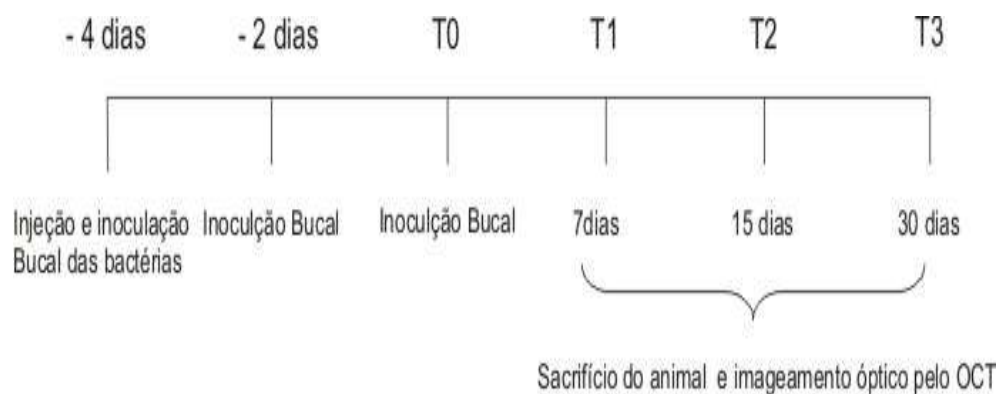 - 4 dias - 2 dias T0 T1 T2 T3
Injeção e inoculação Inoculção Bucal Inoculção Bucal 7dias 15 dias 30 dias
Bucal das bactérias
Sacrifício do animal e imageamento óptico pelo OCT